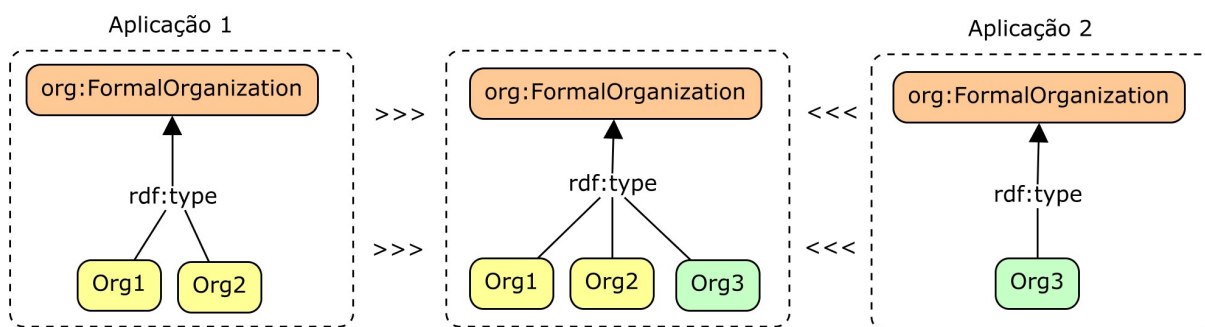 Aplicação 1
Aplicação 2
org:FormalOrganization
>>>
org:FormalOrganization
<<<
org:FormalOrganization
rdf:type
rdf:type
rdf:type
>>>
<<<
Org1
Org2
Org1
Org2
Org3
Org3